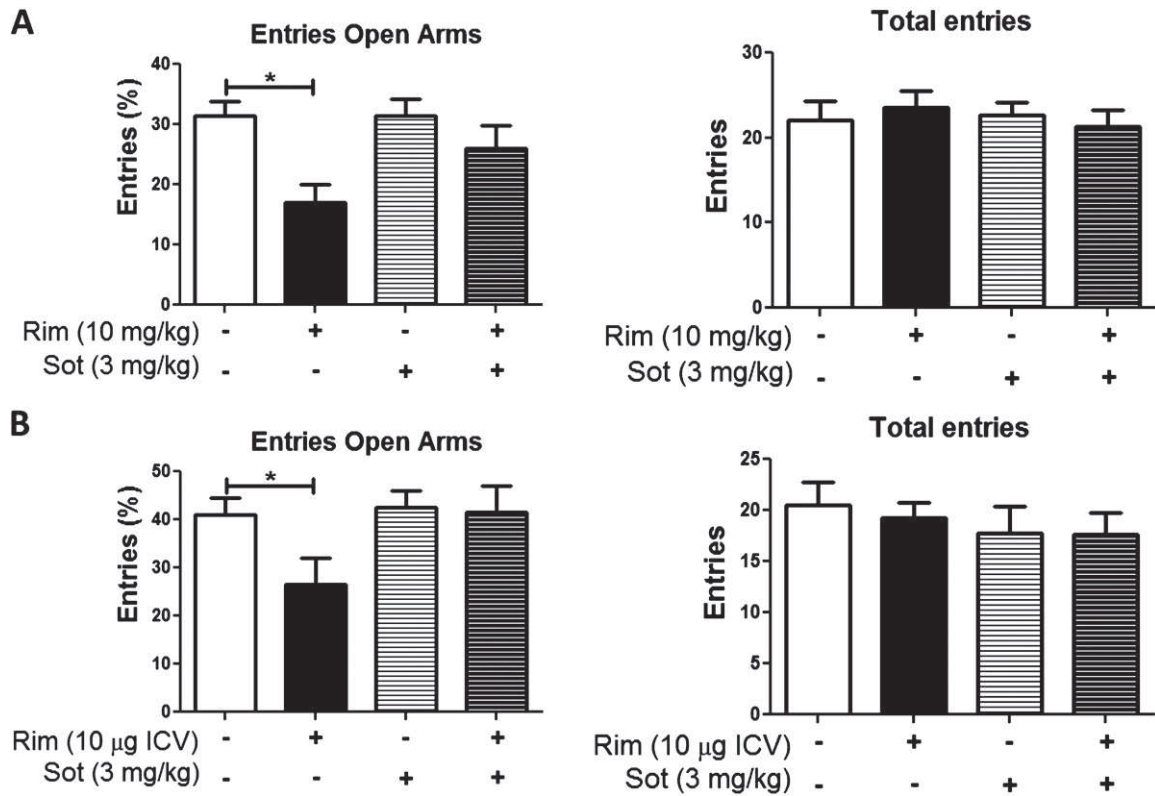 A
Entries Open Arms
Entries (%)
40
30
20
10
0
*
Rim (10 mg/kg) - + - +
Sot (3 mg/kg) - - + +
Total entries
Entries
30
20
10
0
Rim (10 mg/kg) - + - +
Sot (3 mg/kg) - - + +
B
Entries Open Arms
Entries (%)
50
40
30
20
10
0
*
Rim (10 μg ICV) - + - +
Sot (3 mg/kg) - - + +
Total entries
Entries
25
20
15
10
5
0
Rim (10 μg ICV) - + - +
Sot (3 mg/kg) - - + +